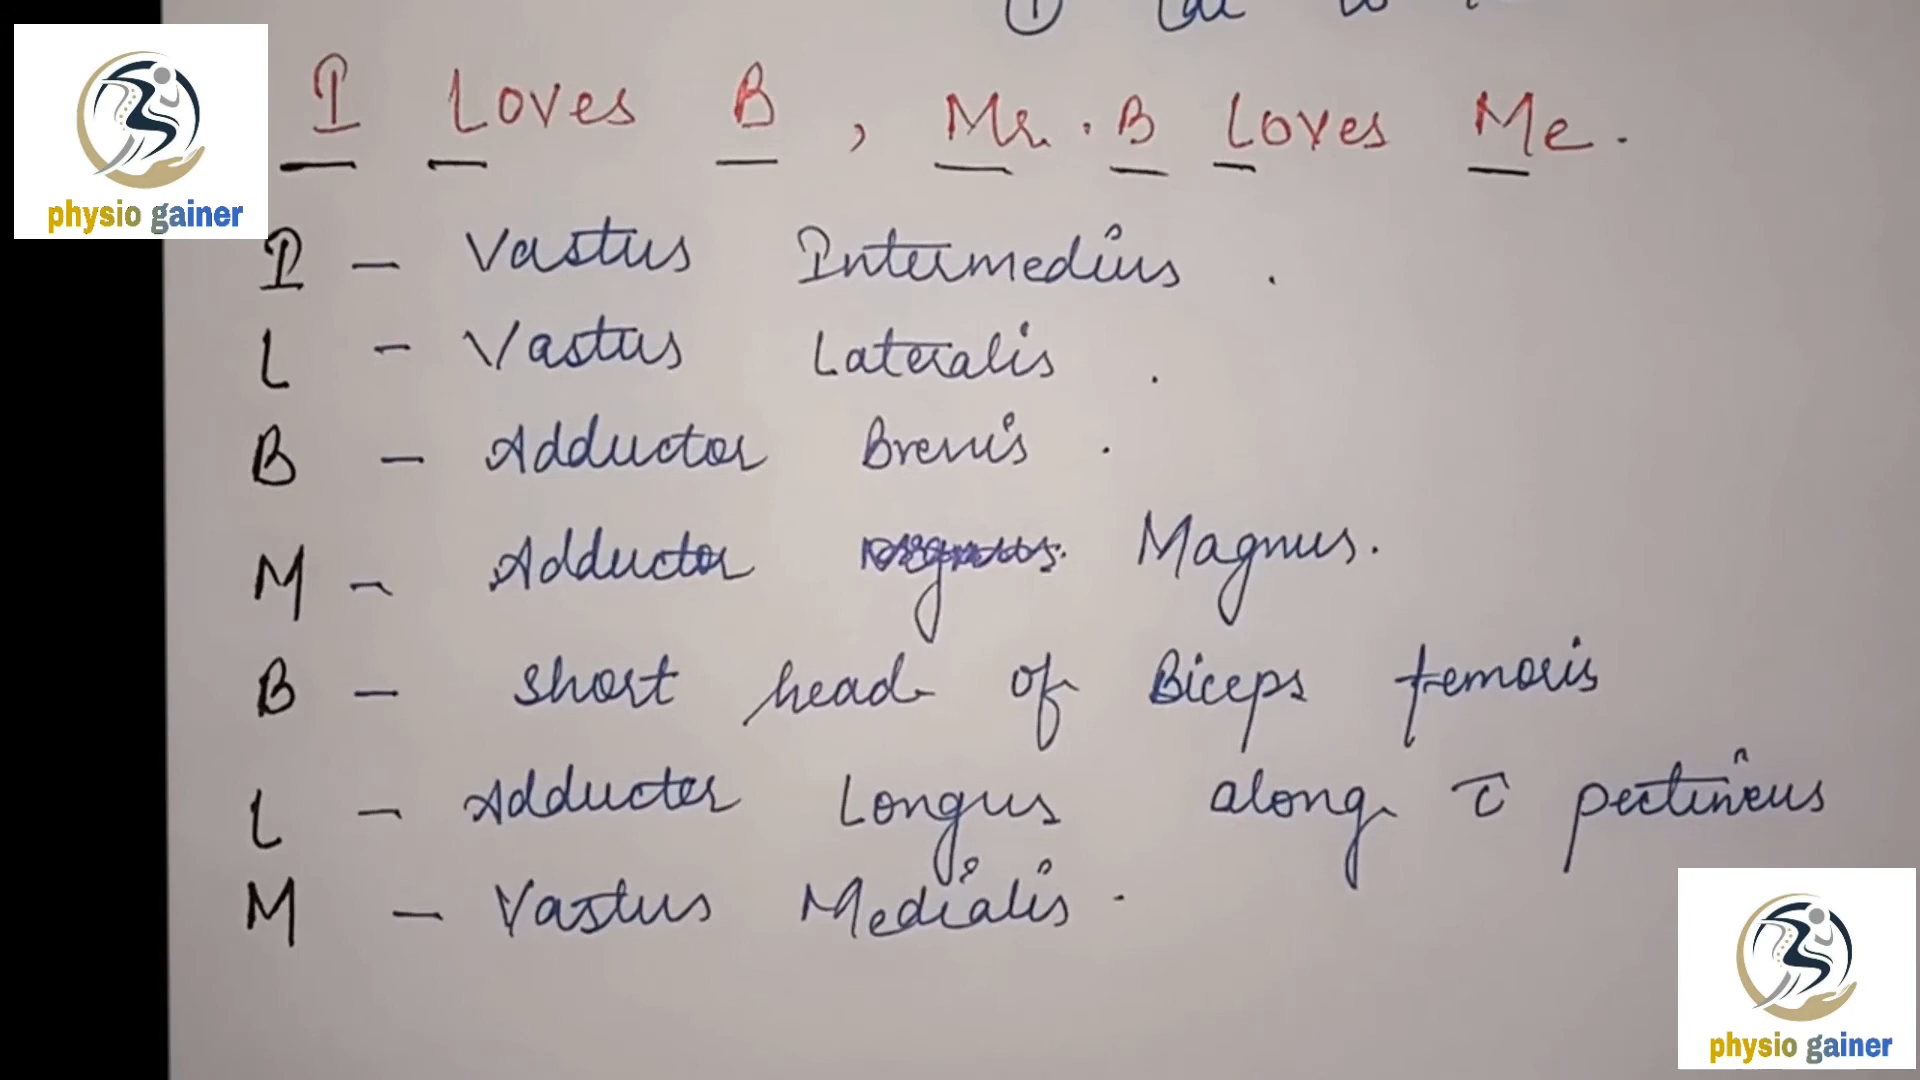 I Loves B, Mr. B Loves Me.
physio gainer
I - Vastus Intermedius.
L - Vastus Lateralis.
B - Adductor Brevis.
M - Adductor Magnus.
B - Short head of Biceps femoris
L - Adductor Longus along c̄ pectineus
M - Vastus Medialis.
physio gainer